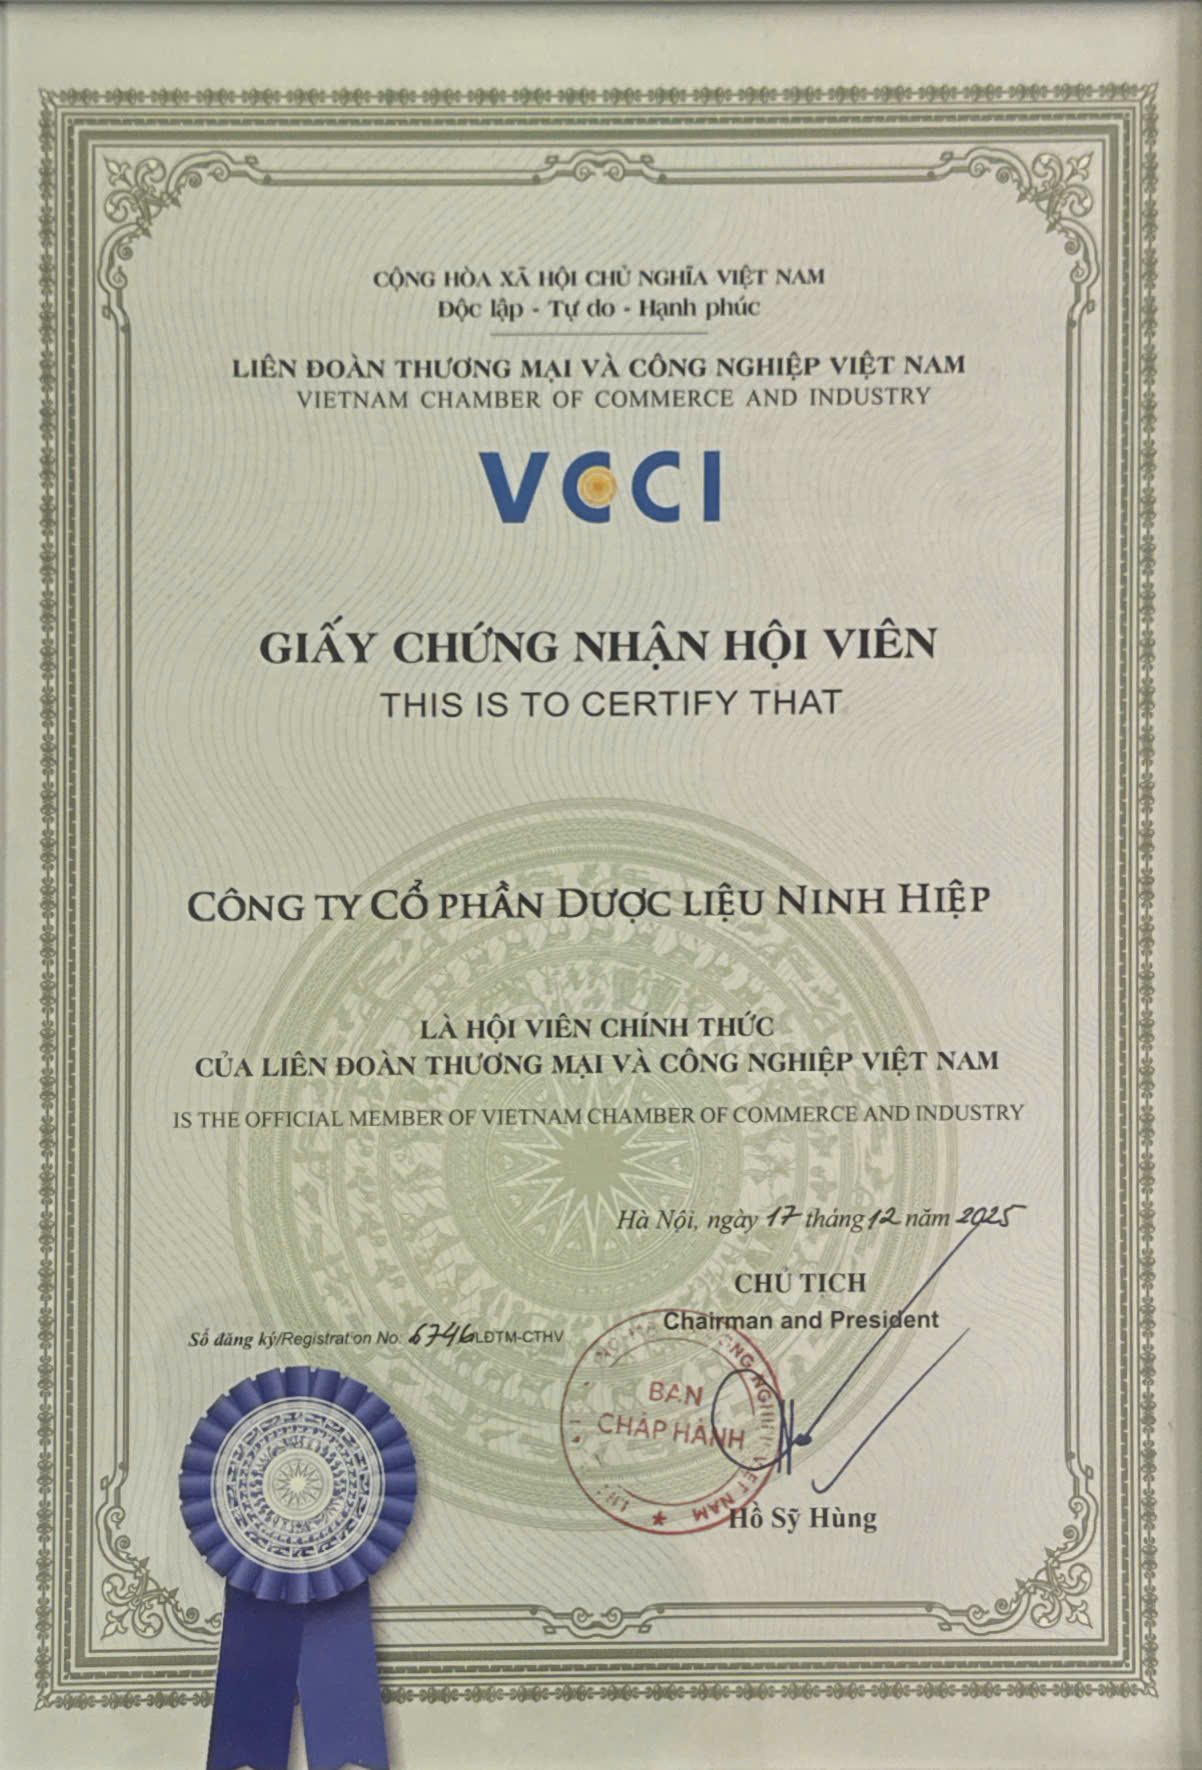 CỘNG HÒA XÃ HỘI CHỦ NGHĨA VIỆT NAM
Độc lập - Tự do - Hạnh phúc
LIÊN ĐOÀN THƯƠNG MẠI VÀ CÔNG NGHIỆP VIỆT NAM
VIETNAM CHAMBER OF COMMERCE AND INDUSTRY
VCCI
GIẤY CHỨNG NHẬN HỘI VIÊN
THIS IS TO CERTIFY THAT
CÔNG TY CỔ PHẦN DƯỢC LIỆU NINH HIỆP
LÀ HỘI VIÊN CHÍNH THỨC
CỦA LIÊN ĐOÀN THƯƠNG MẠI VÀ CÔNG NGHIỆP VIỆT NAM
IS THE OFFICIAL MEMBER OF VIETNAM CHAMBER OF COMMERCE AND INDUSTRY
Hà Nội, ngày 17 tháng 12 năm 2025
CHỦ TỊCH
Chairman and President
Số đăng ký/Registration No: 6746 LĐTM-CTHV
BAN
CHẤP HÀNH
VIỆT NAM
Hồ Sỹ Hùng